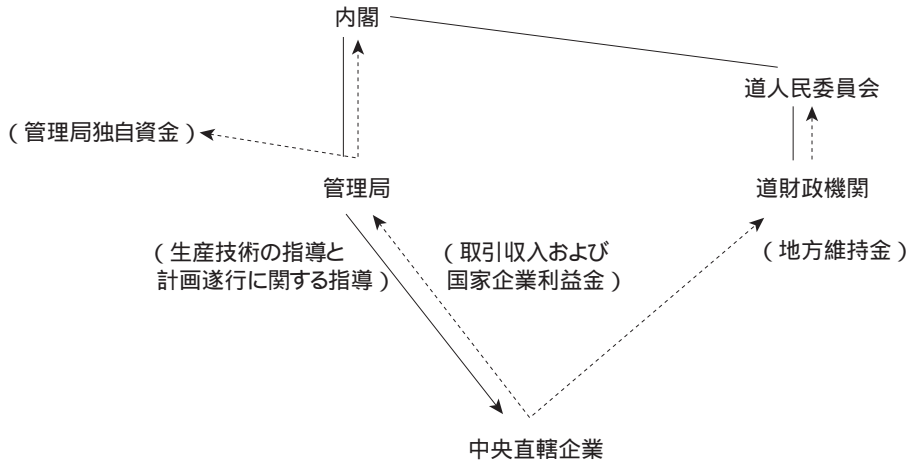 内閣
道人民委員会
（管理局独自資金）
管理局
道財政機関
（生産技術の指導と
計画遂行に関する指導）
（取引収入および
国家企業利益金）
（地方維持金）
中央直轄企業